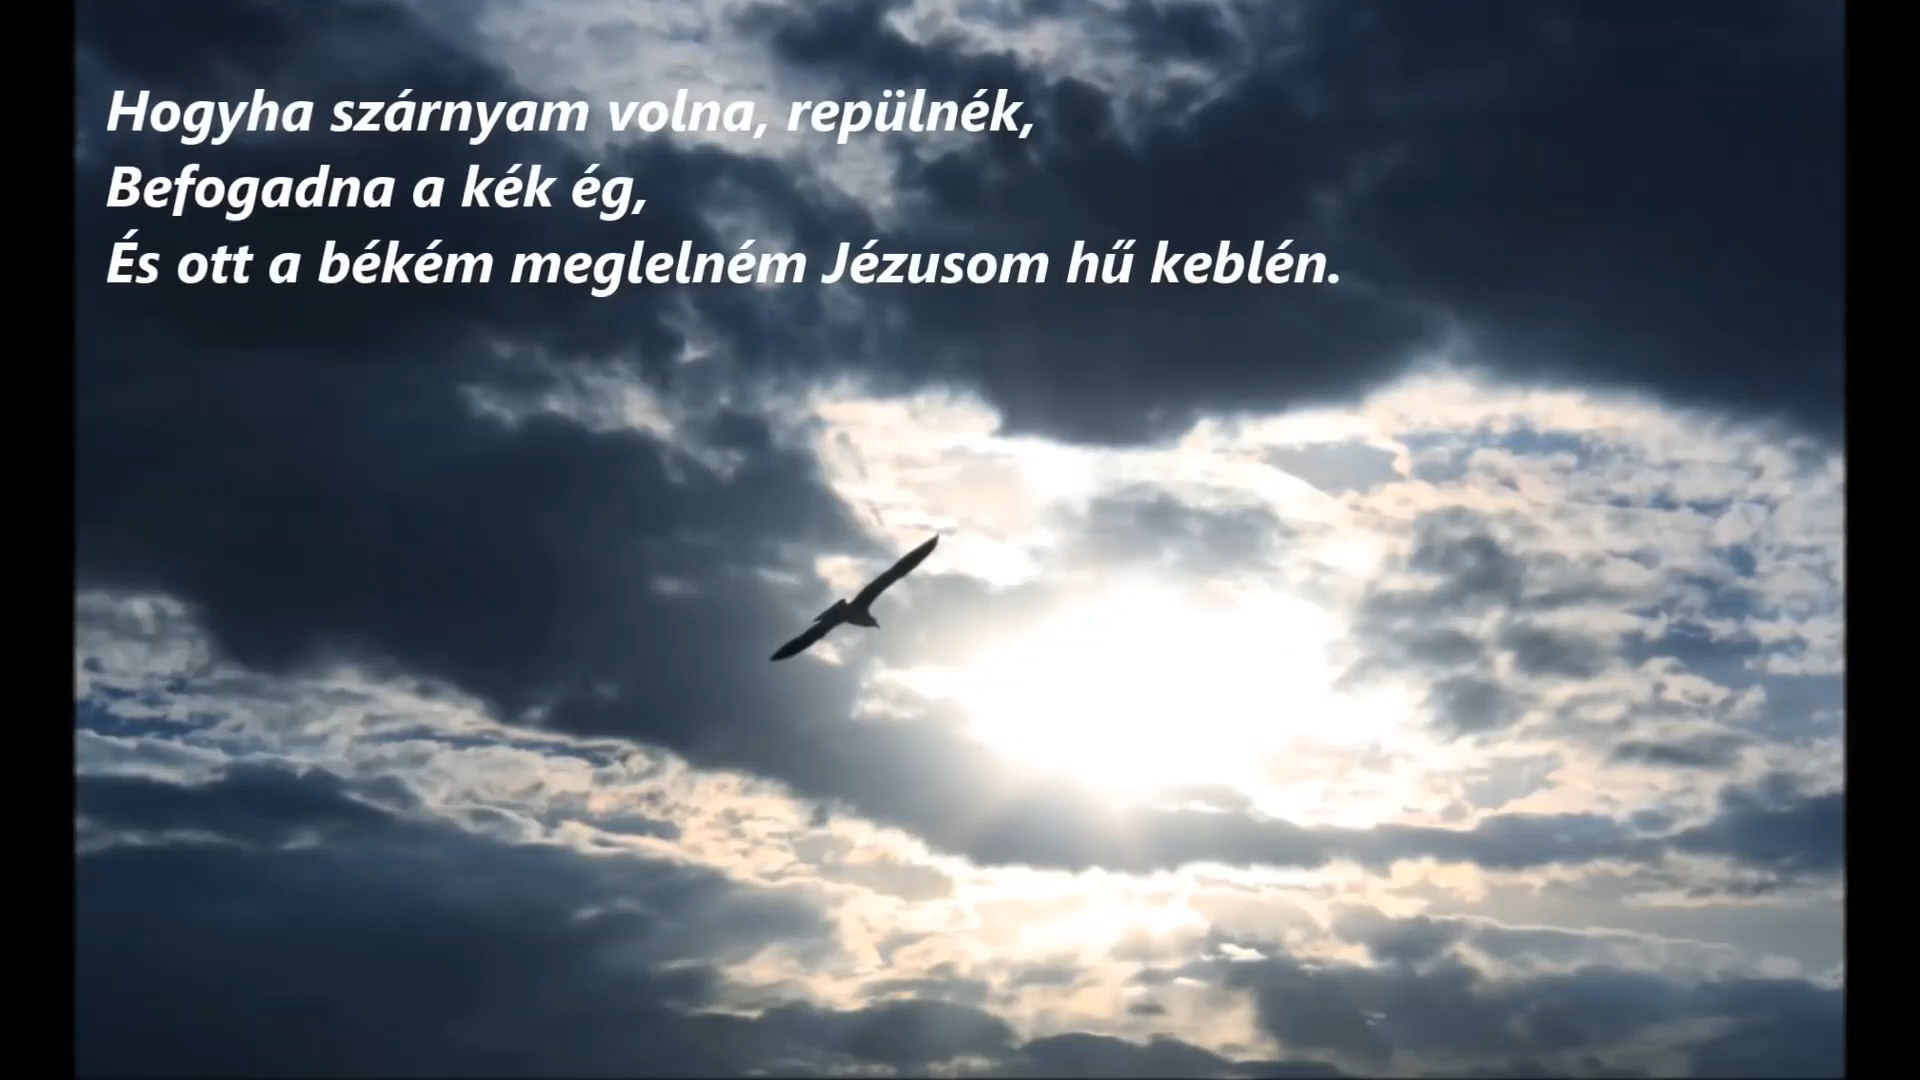 Hogyha szárnyam volna, repülnék,
Befogadna a kék ég,
És ott a békém meglelném Jézusom hű keblén.